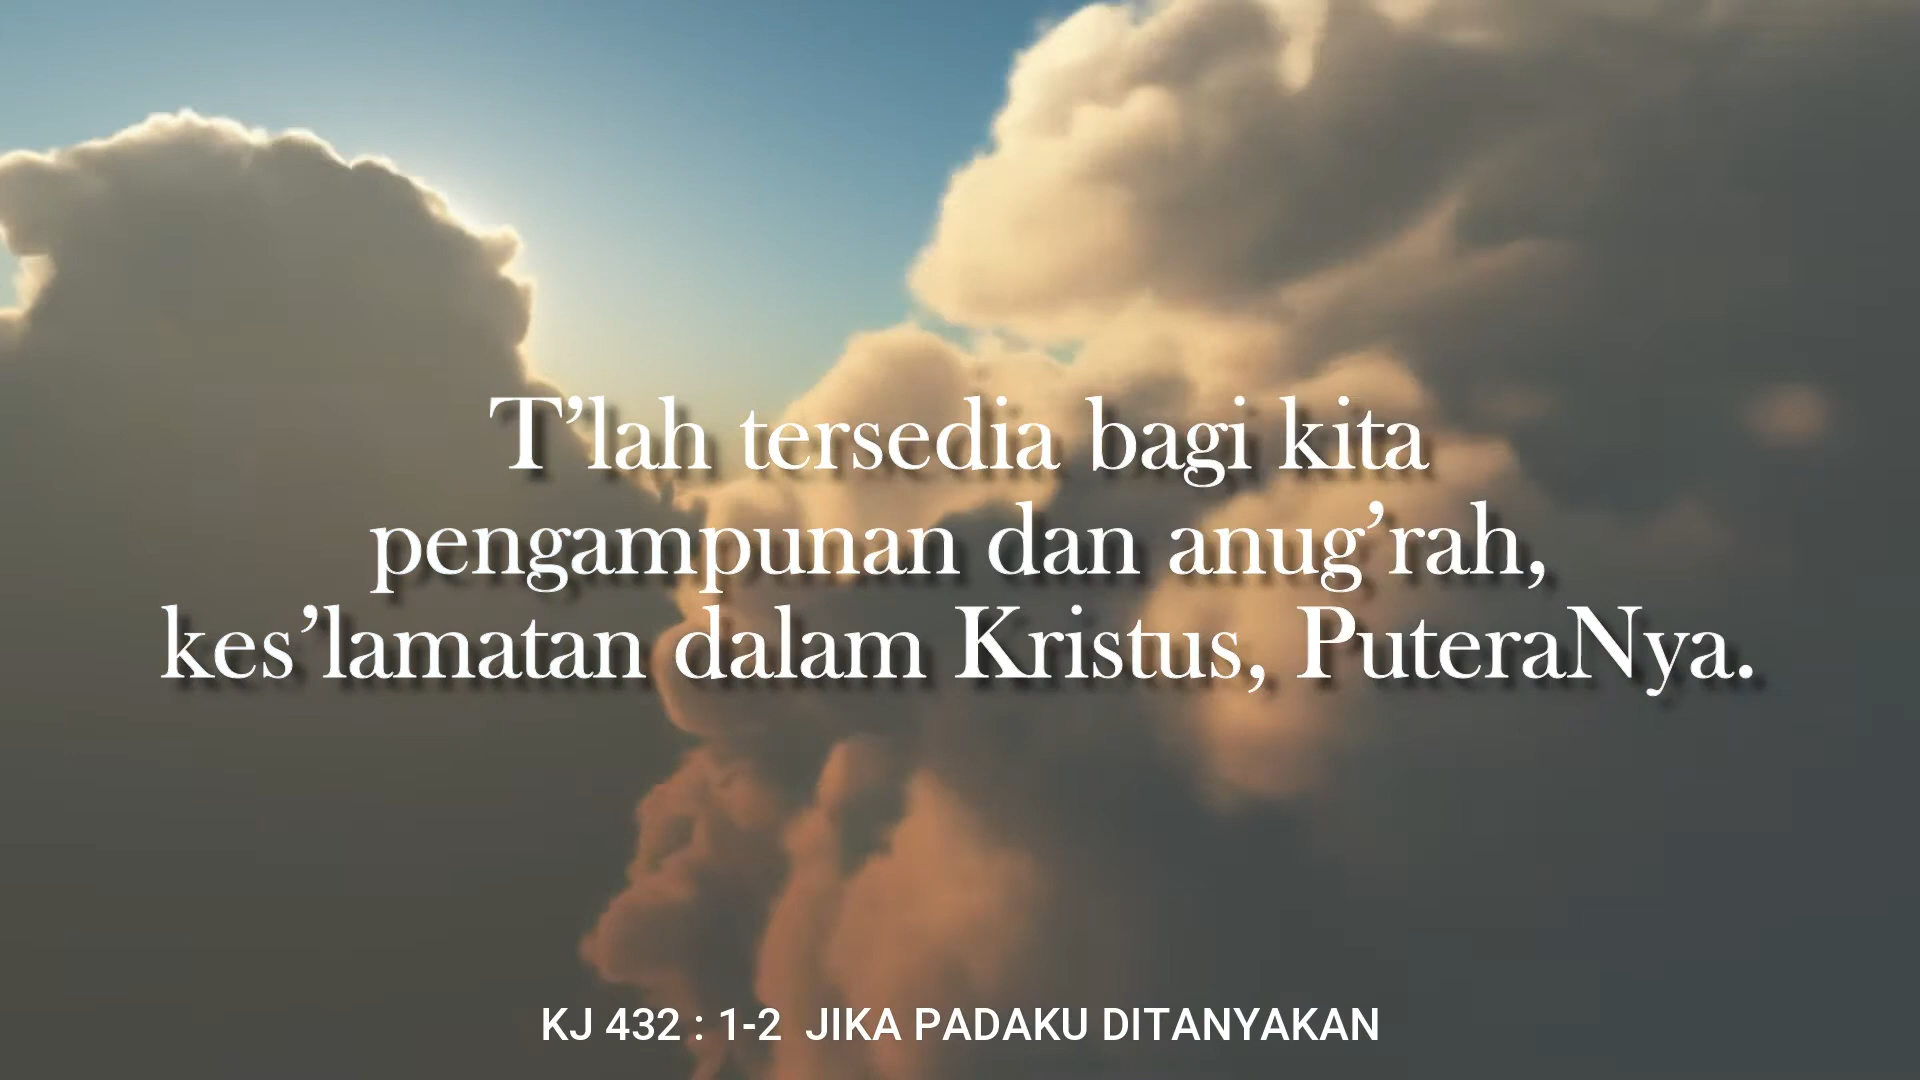 T’lah tersedia bagi kita
pengampunan dan anug’rah,
kes’lamatan dalam Kristus, PuteraNya.
KJ 432 : 1-2  JIKA PADAKU DITANYAKAN